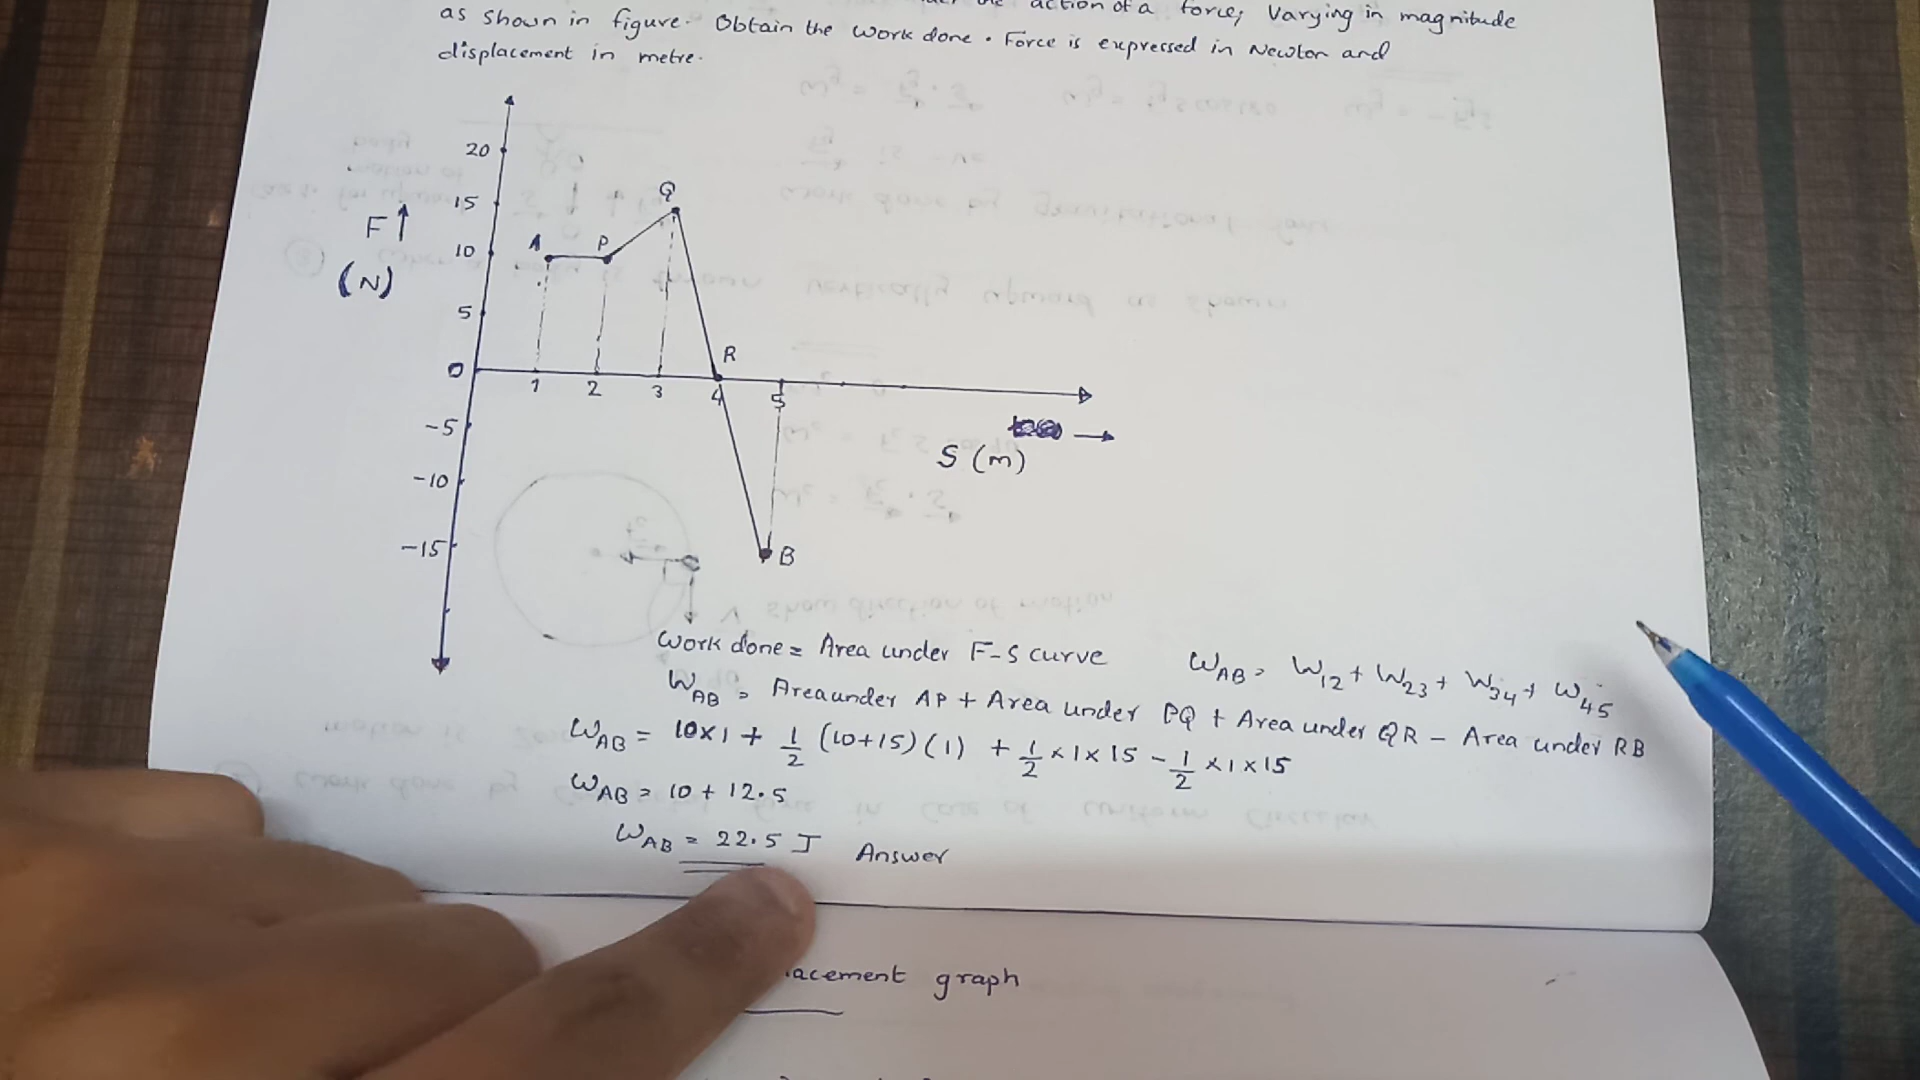 action of a force, Varying in magnitude
as shown in figure. Obtain the work done. Force is expressed in Newton and
displacement in metre.
20
15
10
5
0
-5
-10
-15
F↑
(N)
A
P
Q
R
B
1 2 3 4 5
S (m)
Work done = Area under F-S curve
W_AB = W_12 + W_23 + W_34 + W_45
W_AB = Area under AP + Area under PQ + Area under QR - Area under RB
W_AB = 10×1 + 1/2 (10+15)(1) + 1/2 ×1×15 - 1/2 ×1×15
W_AB = 10 + 12.5
W_AB = 22.5 J Answer
graph